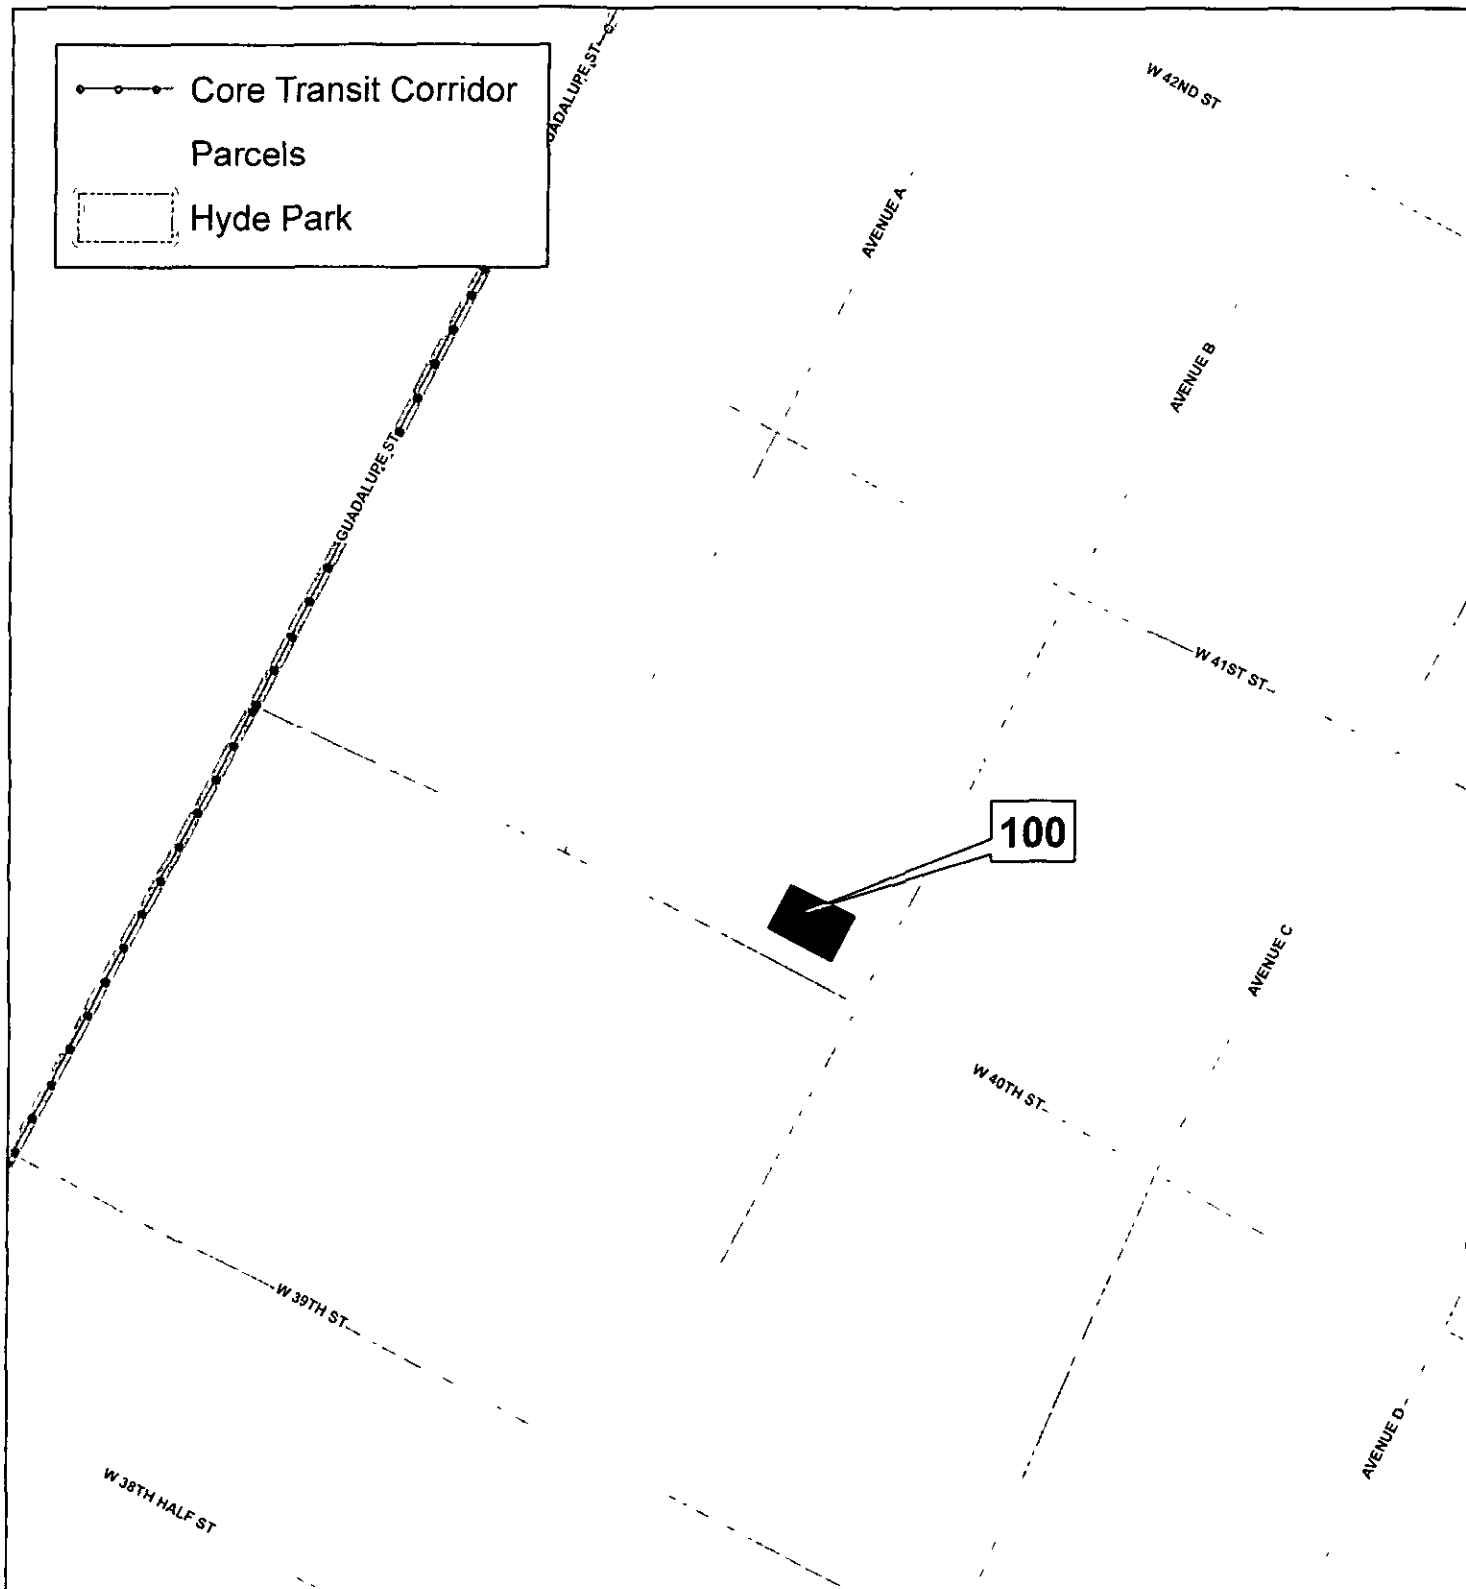 Core Transit Corridor
Parcels
Hyde Park
GUADALUPE ST
W 42ND ST
AVENUE A
AVENUE B
GUADALUPE ST
W 41ST ST
100
AVENUE C
W 40TH ST
W 39TH ST
AVENUE D
W 38TH HALF ST